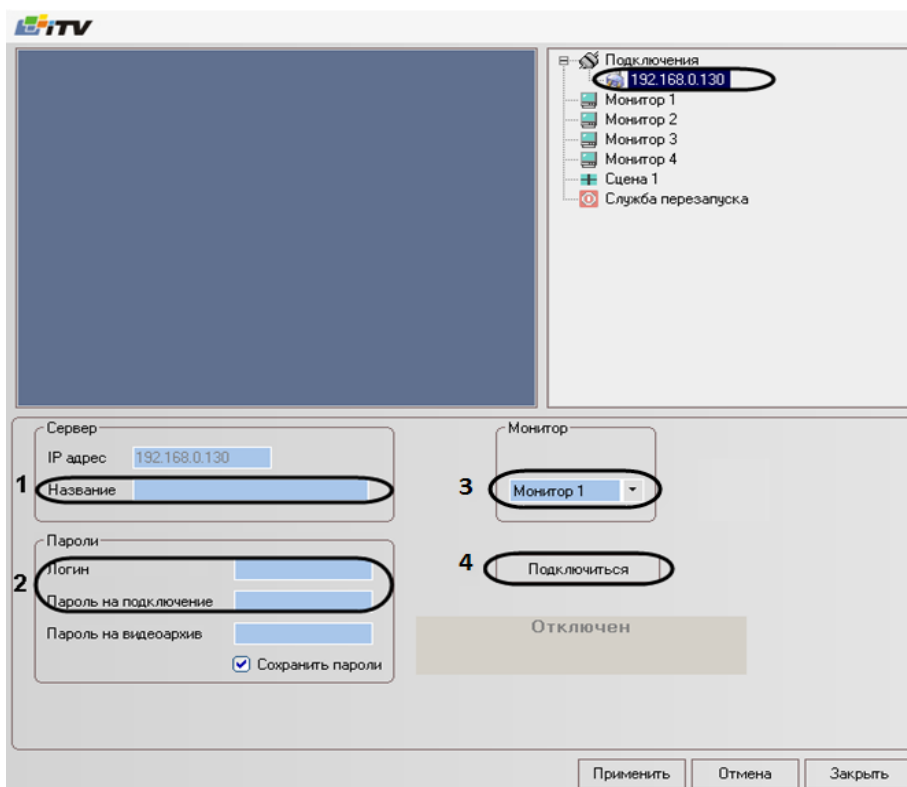 iTV
Подключения
192.168.0.130
Монитор 1
Монитор 2
Монитор 3
Монитор 4
Сцена 1
Служба перезапуска
Сервер
IP адрес 192.168.0.130
1 Название
Монитор
3 Монитор 1
Пароли
2 Логин
Пароль на подключение
Пароль на видеоархив
Сохранить пароли
4 Подключиться
Отключен
Применить Отмена Закрыть